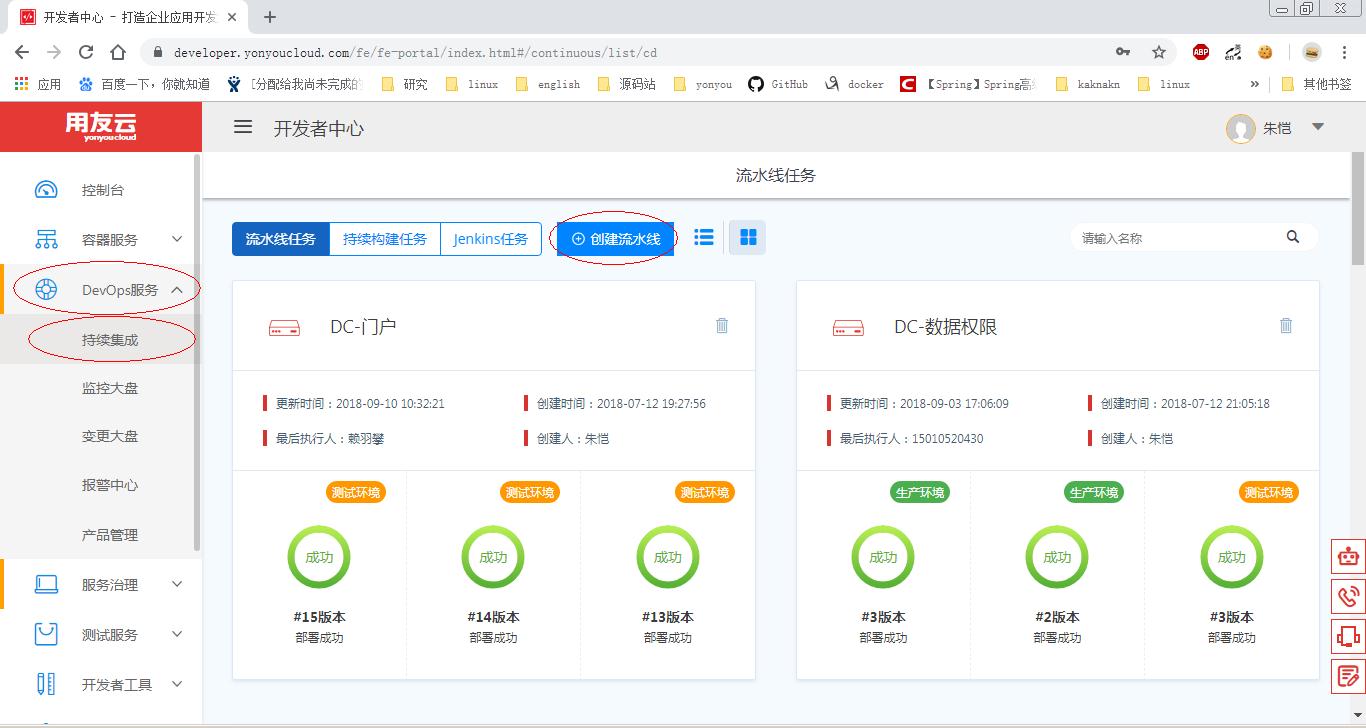 开发者中心 - 打造企业应用开发
developer.yonyoucloud.com/fe/fe-portal/index.html#/continuous/list/cd
ABP
en
应用
百度一下，你就知道
[分配给我尚未完成的
研究
linux
english
源码站
yonyou
GitHub
docker
【Spring】Spring高级
kaknakn
linux
»
其他书签
用友云
yonyoucloud
开发者中心
朱恺
控制台
容器服务
DevOps服务
持续集成
监控大盘
变更大盘
报警中心
产品管理
服务治理
测试服务
开发者工具
流水线任务
流水线任务
持续构建任务
Jenkins任务
创建流水线
请输入名称
DC-门户
更新时间：2018-09-10 10:32:21
创建时间：2018-07-12 19:27:56
最后执行人：赖羽攀
创建人：朱恺
测试环境
测试环境
测试环境
成功
成功
成功
#15版本
#14版本
#13版本
部署成功
部署成功
部署成功
DC-数据权限
更新时间：2018-09-03 17:06:09
创建时间：2018-07-12 21:05:18
最后执行人：15010520430
创建人：朱恺
生产环境
生产环境
测试环境
成功
成功
成功
#3版本
#2版本
#3版本
部署成功
部署成功
部署成功